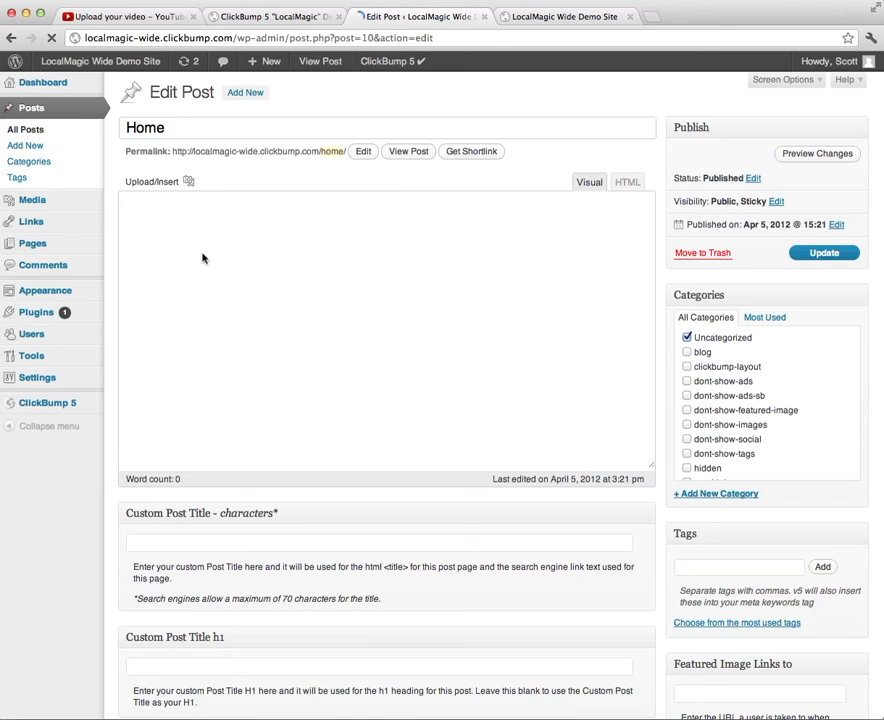 Upload your video – YouTub
ClickBump 5 "LocalMagic" De
Edit Post ‹ LocalMagic Wide D
LocalMagic Wide Demo Site
localmagic-wide.clickbump.com/wp-admin/post.php?post=10&action=edit
LocalMagic Wide Demo Site
2
+ New
View Post
ClickBump 5 ✔
Howdy, Scott
Dashboard
Posts
All Posts
Add New
Categories
Tags
Media
Links
Pages
Comments
Appearance
Plugins 1
Users
Tools
Settings
ClickBump 5
Collapse menu
Screen Options
Help
Edit Post
Add New
Home
Permalink: http://localmagic-wide.clickbump.com/home/
Edit
View Post
Get Shortlink
Upload/Insert
Visual
HTML
Word count: 0
Last edited on April 5, 2012 at 3:21 pm
Custom Post Title - characters*
Enter your custom Post Title here and it will be used for the html <title> for this post page and the search engine link text used for
this page.
*Search engines allow a maximum of 70 characters for the title.
Custom Post Title h1
Enter your custom Post Title H1 here and it will be used for the h1 heading for this post. Leave this blank to use the Custom Post
Title as your H1.
Publish
Preview Changes
Status: Published Edit
Visibility: Public, Sticky Edit
Published on: Apr 5, 2012 @ 15:21 Edit
Move to Trash
Update
Categories
All Categories
Most Used
Uncategorized
blog
clickbump-layout
dont-show-ads
dont-show-ads-sb
dont-show-featured-image
dont-show-images
dont-show-social
dont-show-tags
hidden
+ Add New Category
Tags
Add
Separate tags with commas. v5 will also insert
these into your meta keywords tag
Choose from the most used tags
Featured Image Links to
Enter the URL a user is taken to when